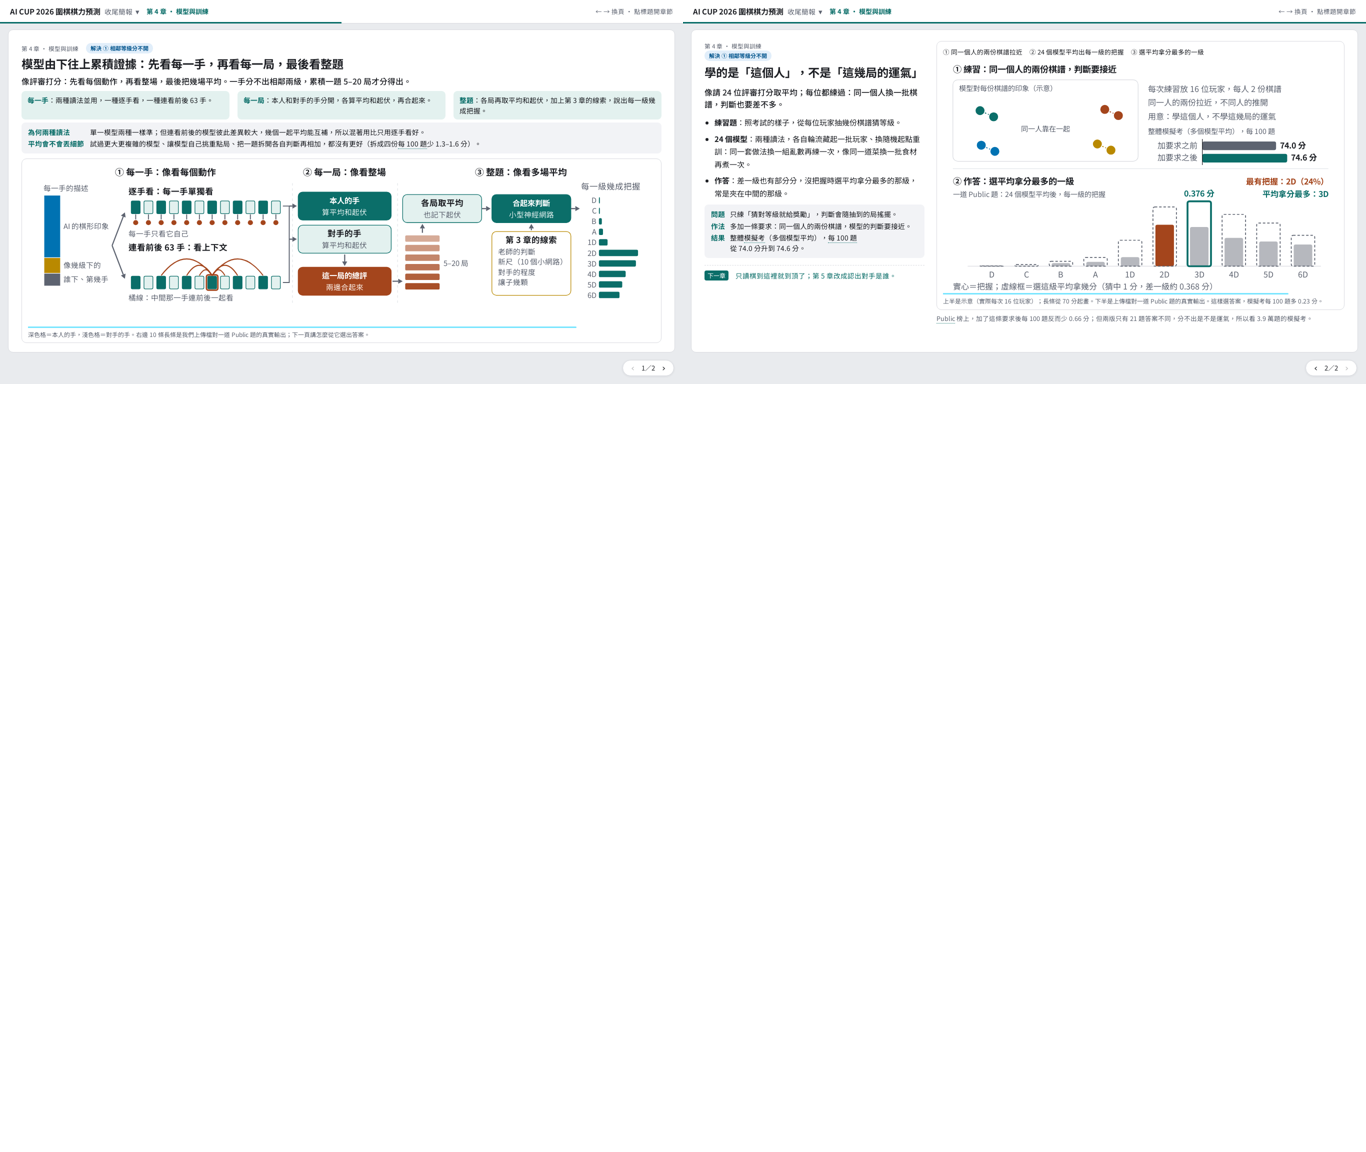 AI CUP 2026 圍棋棋力預測 收尾簡報 ▾ 第 4 章 · 模型與訓練
← → 換頁 · 點標題開章節
第 4 章 · 模型與訓練 解決 ① 相鄰等級分不開
模型由下往上累積證據：先看每一手，再看每一局，最後看整題
像評審打分：先看每個動作，再看整場，最後把幾場平均。一手分不出相鄰兩級，累積一題 5–20 局才分得出。
每一手：兩種讀法並用，一種逐手看，一種連看前後 63 手。
每一局：本人和對手的手分開，各算平均和起伏，再合起來。
整題：各局再取平均和起伏，加上第 3 章的線索，說出每一級幾成把握。
為何兩種讀法 單一模型兩種一樣準；但連看前後的模型彼此差異較大，幾個一起平均能互補，所以混著用比只用逐手看好。
平均會不會丟細節 試過更大更複雜的模型、讓模型自己挑重點局、把一題拆開各自判斷再相加，都沒有更好（拆成四份每 100 題少 1.3–1.6 分）。
① 每一手：像看每個動作
② 每一局：像看整場
③ 整題：像看多場平均
每一手的描述
AI 的棋形印象
像幾級下的
誰下、第幾手
逐手看：每一手單獨看
每一手只看它自己
連看前後 63 手：看上下文
橘線：中間那一手連前後一起看
本人的手
算平均和起伏
對手的手
算平均和起伏
這一局的總評
兩邊合起來
各局取平均
也記下起伏
5–20 局
合起來判斷
小型神經網路
第 3 章的線索
老師的判斷
新尺（10 個小網路）
對手的程度
讓子幾顆
每一級幾成把握
D
C
B
A
1D
2D
3D
4D
5D
6D
深色格＝本人的手，淺色格＝對手的手。右邊 10 條長條是我們上傳檔對一道 Public 題的真實輸出；下一頁講怎麼從它選出答案。
‹ 1／2 ›
AI CUP 2026 圍棋棋力預測 收尾簡報 ▾ 第 4 章 · 模型與訓練
← → 換頁 · 點標題開章節
第 4 章 · 模型與訓練
解決 ① 相鄰等級分不開
學的是「這個人」，不是「這幾局的運氣」
像請 24 位評審打分取平均；每位都練過：同一個人換一批棋譜，判斷也要差不多。
• 練習題：照考試的樣子，從每位玩家抽幾份棋譜猜等級。
• 24 個模型：兩種讀法，各自輪流藏起一批玩家、換隨機起點重訓：同一套做法換一組亂數再練一次，像同一道菜換一批食材再煮一次。
• 作答：差一級也有部分分，沒把握時選平均拿分最多的那級，常是夾在中間的那級。
問題 只練「猜對等級就給獎勵」，判斷會隨抽到的局搖擺。
作法 多加一條要求：同一個人的兩份棋譜，模型的判斷要接近。
結果 整體模擬考（多個模型平均），每 100 題
從 74.0 分升到 74.6 分。
下一章 只讀棋到這裡就到頂了；第 5 章改成認出對手是誰。
① 同一個人的兩份棋譜拉近 ② 24 個模型平均出每一級的把握 ③ 選平均拿分最多的一級
① 練習：同一個人的兩份棋譜，判斷要接近
模型對每份棋譜的印象（示意）
同一人靠在一起
每次練習放 16 位玩家，每人 2 份棋譜
同一人的兩份拉近，不同人的推開
用意：學這個人，不學這幾局的運氣
整體模擬考（多個模型平均），每 100 題
加要求之前 74.0 分
加要求之後 74.6 分
② 作答：選平均拿分最多的一級
一道 Public 題：24 個模型平均後，每一級的把握
最有把握：2D（24%）
平均拿分最多：3D
0.376 分
D C B A 1D 2D 3D 4D 5D 6D
實心＝把握；虛線框＝選這級平均拿幾分（猜中 1 分，差一級約 0.368 分）
上半是示意（實際每次 16 位玩家）；長條從 70 分起畫。下半是上傳檔對一道 Public 題的真實輸出。這樣選答案，模擬考每 100 題多 0.23 分。
Public 榜上，加了這條要求後每 100 題反而少 0.66 分；但兩版只有 21 題答案不同，分不出是不是運氣，所以看 3.9 萬題的模擬考。
‹ 2／2 ›